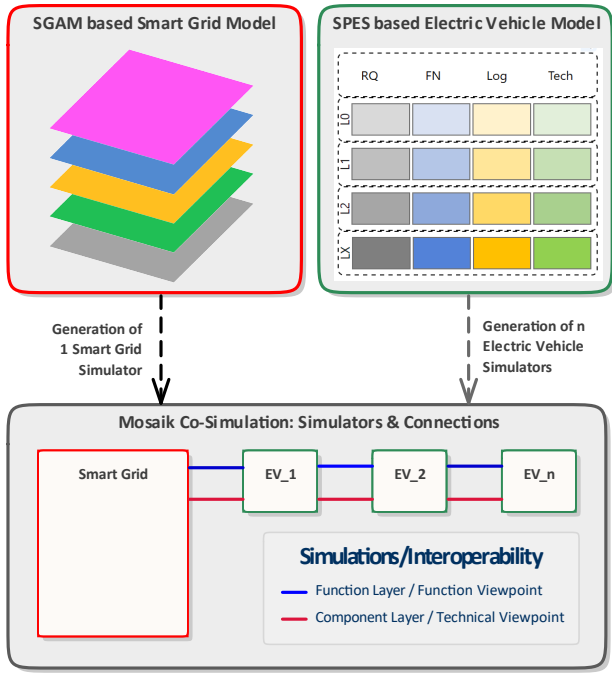 SGAM based Smart Grid Model
SPES based Electric Vehicle Model
RQ FN Log Tech
L0
L1
L2
LX
Generation of
1 Smart Grid
Simulator
Generation of n
Electric Vehicle
Simulators
Mosaik Co-Simulation: Simulators & Connections
Smart Grid EV_1 EV_2 EV_n
Simulations/Interoperability
Function Layer / Function Viewpoint
Component Layer / Technical Viewpoint